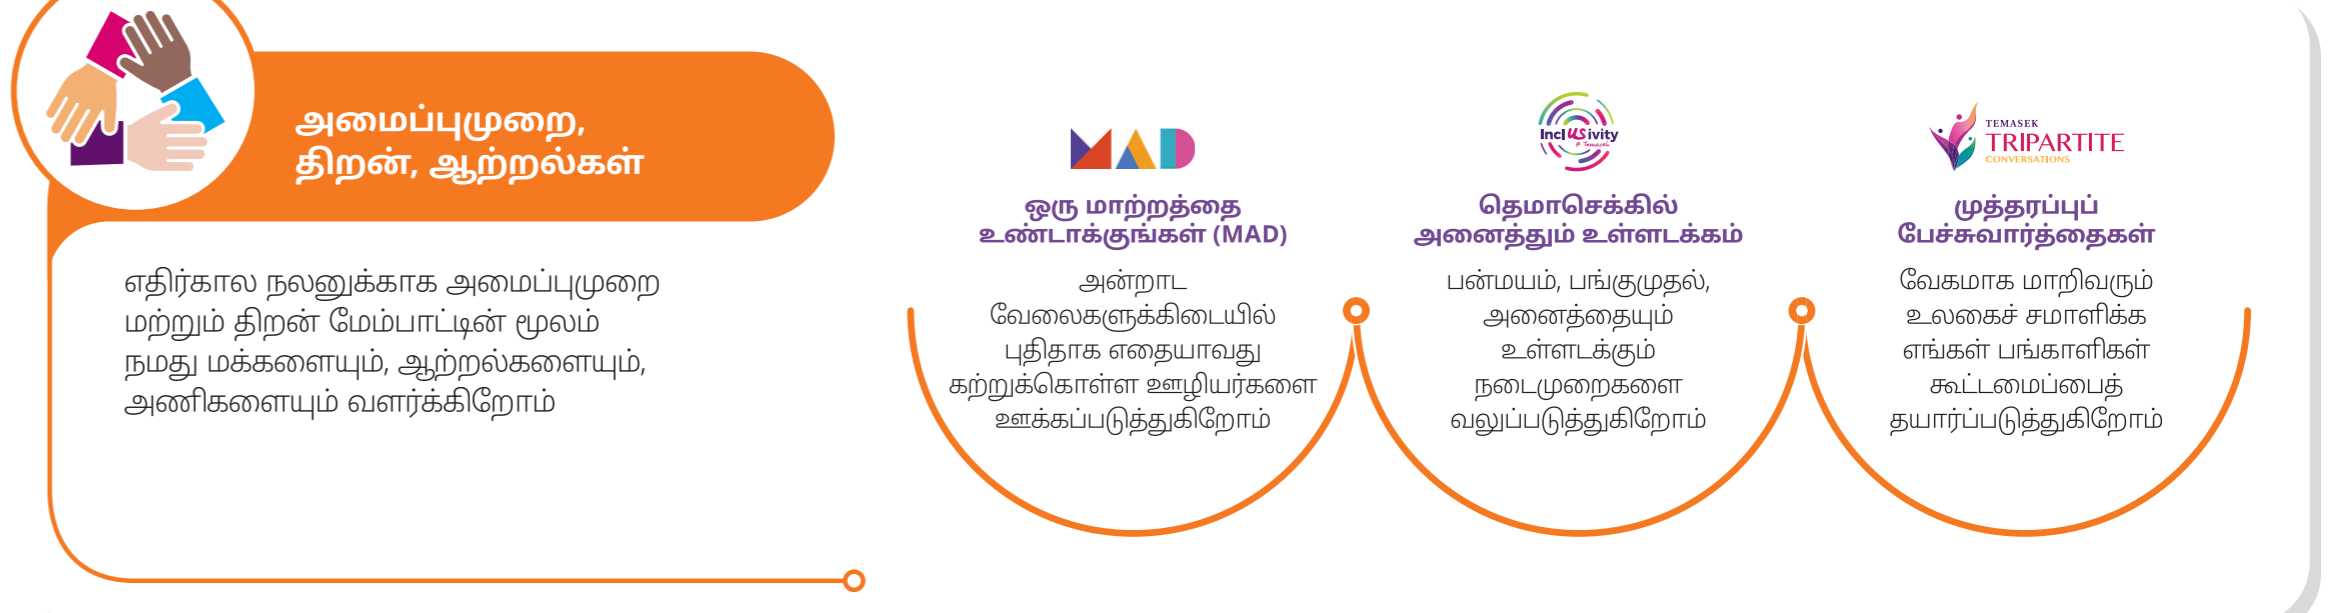 அமைப்புமுறை,
திறன், ஆற்றல்கள்
எதிர்கால நலனுக்காக அமைப்புமுறை
மற்றும் திறன் மேம்பாட்டின் மூலம்
நமது மக்களையும், ஆற்றல்களையும்,
அணிகளையும் வளர்க்கிறோம்
MAD
ஒரு மாற்றத்தை
உண்டாக்குங்கள் (MAD)
அன்றாட
வேலைகளுக்கிடையில்
புதிதாக எதையாவது
கற்றுக்கொள்ள ஊழியர்களை
ஊக்கப்படுத்துகிறோம்
InclUSivity
@ Temasek
தெமாசெக்கில்
அனைத்தும் உள்ளடக்கம்
பன்மயம், பங்குமுதல்,
அனைத்தையும்
உள்ளடக்கும்
நடைமுறைகளை
வலுப்படுத்துகிறோம்
TEMASEK
TRIPARTITE
CONVERSATIONS
முத்தரப்புப்
பேச்சுவார்த்தைகள்
வேகமாக மாறிவரும்
உலகைச் சமாளிக்க
எங்கள் பங்காளிகள்
கூட்டமைப்பைத்
தயார்ப்படுத்துகிறோம்